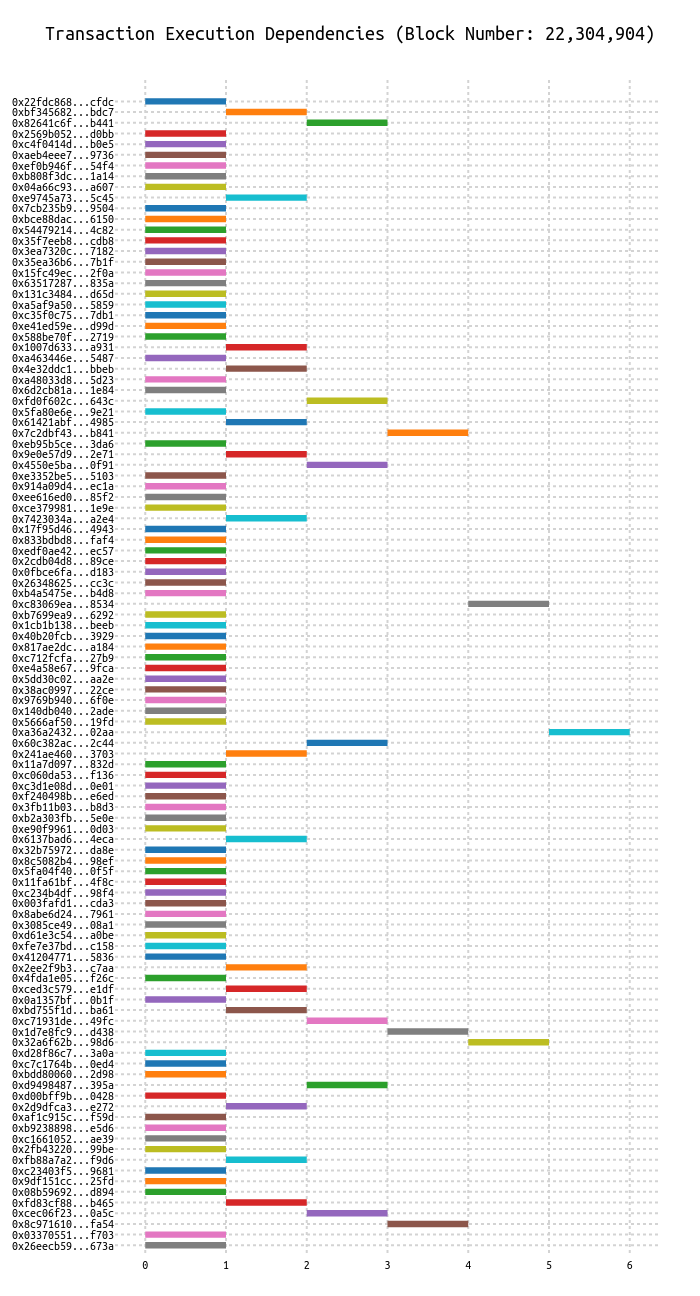 Transaction Execution Dependencies (Block Number: 22,304,904)
0x22fdc868...cfdc
0xbf345682...bdc7
0x82641c6f...b441
0x2569b052...d0bb
0xc4f0414d...b0e5
0xaeb4eee7...9736
0xef0b946f...54f4
0xb808f3dc...1a14
0x04a66c93...a607
0xe9745a73...5c45
0x7cb235b9...9504
0xbce88dac...6150
0x54479214...4c82
0x35f7eeb8...cdb8
0x3ea7320c...7182
0x35ea36b6...7b1f
0x15fc49ec...2f0a
0x63517287...835a
0x131c3484...d65d
0xa5af9a50...5859
0xc35f0c75...7db1
0xe41ed59e...d99d
0x588be70f...2719
0x1007d633...a931
0xa463446e...5487
0x4e32ddc1...bbeb
0xa48033d8...5d23
0x6d2cb81a...1e84
0xfd0f602c...643c
0x5fa80e6e...9e21
0x61421abf...4985
0x7c2dbf43...b841
0xeb95b5ce...3da6
0x9e0e57d9...2e71
0x4550e5ba...0f91
0xe3352be5...5103
0x914a09d4...ec1a
0xee616ed0...85f2
0xce379981...1e9e
0x7423034a...a2e4
0x17f95d46...4943
0x833bdbd8...faf4
0xedf0ae42...ec57
0x2cdb04d8...89ce
0x0fbce6fa...d183
0x26348625...cc3c
0xb4a5475e...b4d8
0xc83069ea...8534
0xb7699ea9...6292
0x1cb1b138...beeb
0x40b20fcb...3929
0x817ae2dc...a184
0xc712fcfa...27b9
0xe4a58e67...9fca
0x5dd30c02...aa2e
0x38ac0997...22ce
0x9769b940...6f0e
0x140db040...2ade
0x5666af50...19fd
0xa36a2432...02aa
0x60c382ac...2c44
0x241ae460...3703
0x11a7d097...832d
0xc060da53...f136
0xc3d1e08d...0e01
0xf240498b...e6ed
0x3fb11b03...b8d3
0xb2a303fb...5e0e
0xe90f9961...0d03
0x6137bad6...4eca
0x32b75972...da8e
0x8c5082b4...98ef
0x5fa04f40...0f5f
0x11fa61bf...4f8c
0xc234b4df...98f4
0x003fafd1...cda3
0x8abe6d24...7961
0x3085ce49...08a1
0xd61e3c54...a0be
0xfe7e37bd...c158
0x41204771...5836
0x2ee2f9b3...c7aa
0x4fda1e05...f26c
0xced3c579...e1df
0x0a1357bf...0b1f
0xbd755f1d...ba61
0xc71931de...49fc
0x1d7e8fc9...d438
0x32a6f62b...98d6
0xd28f86c7...3a0a
0xc7c1764b...0ed4
0xbdd80060...2d98
0xd9498487...395a
0xd00bff9b...0428
0x2d9dfca3...e272
0xaf1c915c...f59d
0xb9238898...e5d6
0xc1661052...ae39
0x2fb43220...99be
0xfb88a7a2...f9d6
0xc23403f5...9681
0x9df151cc...25fd
0x08b59692...d894
0xfd83cf88...b465
0xcec06f23...0a5c
0x8c971610...fa54
0x03370551...f703
0x26eecb59...673a
0 1 2 3 4 5 6